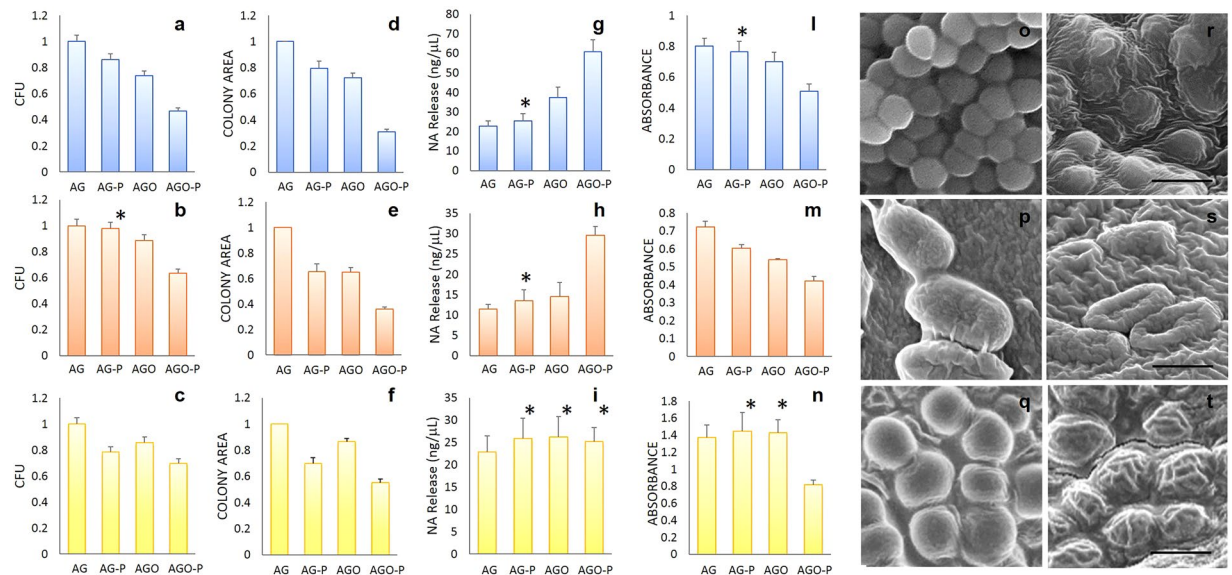 a
CFU
1.2
1
0.8
0.6
0.4
0.2
0
AG AG-P AGO AGO-P
d
COLONY AREA
1.2
1
0.8
0.6
0.4
0.2
0
AG AG-P AGO AGO-P
g
NA Release (ng/µL)
80
70
60
50
40
30
20
10
0
*
AG AG-P AGO AGO-P
l
ABSORBANCE
1
0.8
0.6
0.4
0.2
0
*
AG AG-P AGO AGO-P
o
r
b
CFU
1.2
1
0.8
0.6
0.4
0.2
0
*
AG AG-P AGO AGO-P
e
COLONY AREA
1.2
1
0.8
0.6
0.4
0.2
0
AG AG-P AGO AGO-P
h
NA Release (ng/µL)
35
30
25
20
15
10
5
0
*
AG AG-P AGO AGO-P
m
ABSORBANCE
0.8
0.7
0.6
0.5
0.4
0.3
0.2
0.1
0
AG AG-P AGO AGO-P
p
s
c
CFU
1.2
1
0.8
0.6
0.4
0.2
0
AG AG-P AGO AGO-P
f
COLONY AREA
1.2
1
0.8
0.6
0.4
0.2
0
AG AG-P AGO AGO-P
i
NA Release (ng/µL)
35
30
25
20
15
10
5
0
* * *
AG AG-P AGO AGO-P
n
ABSORBANCE
1.8
1.6
1.4
1.2
1
0.8
0.6
0.4
0.2
0
* *
AG AG-P AGO AGO-P
q
t